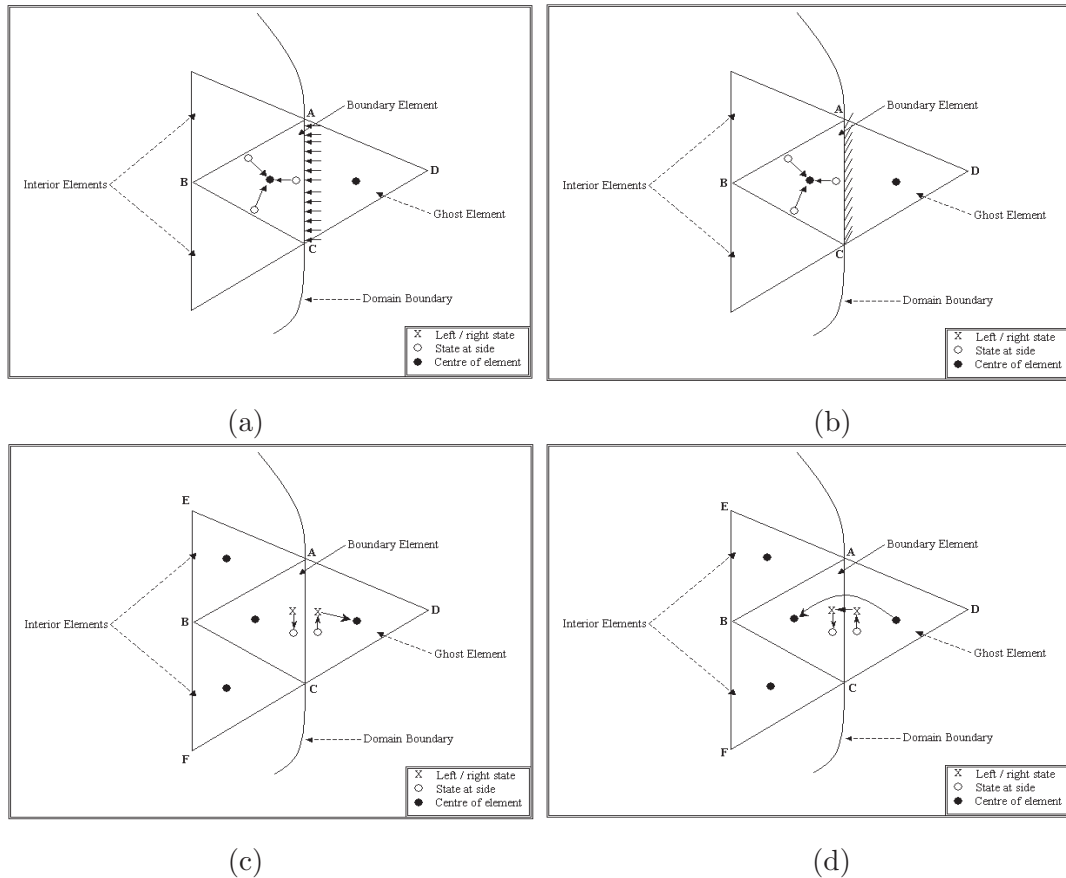 A
Boundary Element
D
Interior Elements
B
Ghost Element
C
Domain Boundary
X Left / right state
State at side
Centre of element
(a)
A
Boundary Element
D
Interior Elements
B
Ghost Element
C
Domain Boundary
X Left / right state
State at side
Centre of element
(b)
E
A
Boundary Element
X X
D
Interior Elements
B
Ghost Element
C
Domain Boundary
F
X Left / right state
State at side
Centre of element
(c)
E
A
Boundary Element
X X
D
Interior Elements
B
Ghost Element
C
Domain Boundary
F
X Left / right state
State at side
Centre of element
(d)